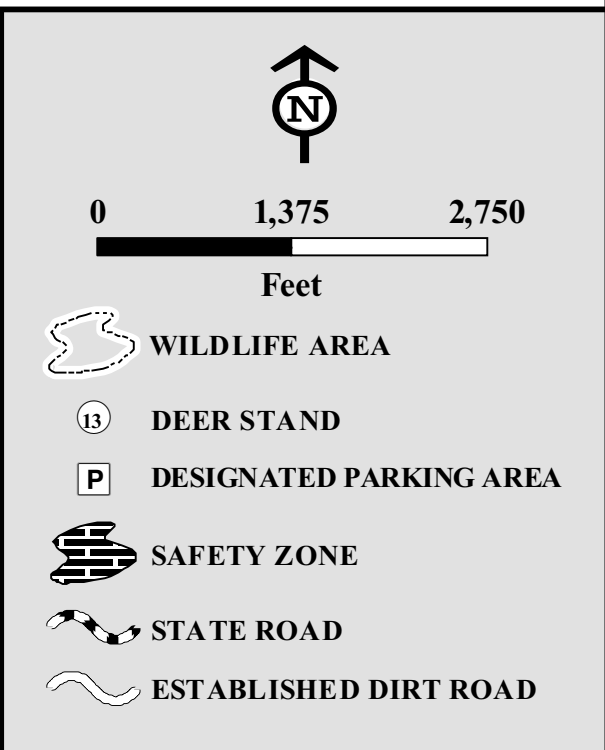 N
0 1,375 2,750
Feet
WILDLIFE AREA
13 DEER STAND
P DESIGNATED PARKING AREA
SAFETY ZONE
STATE ROAD
ESTABLISHED DIRT ROAD